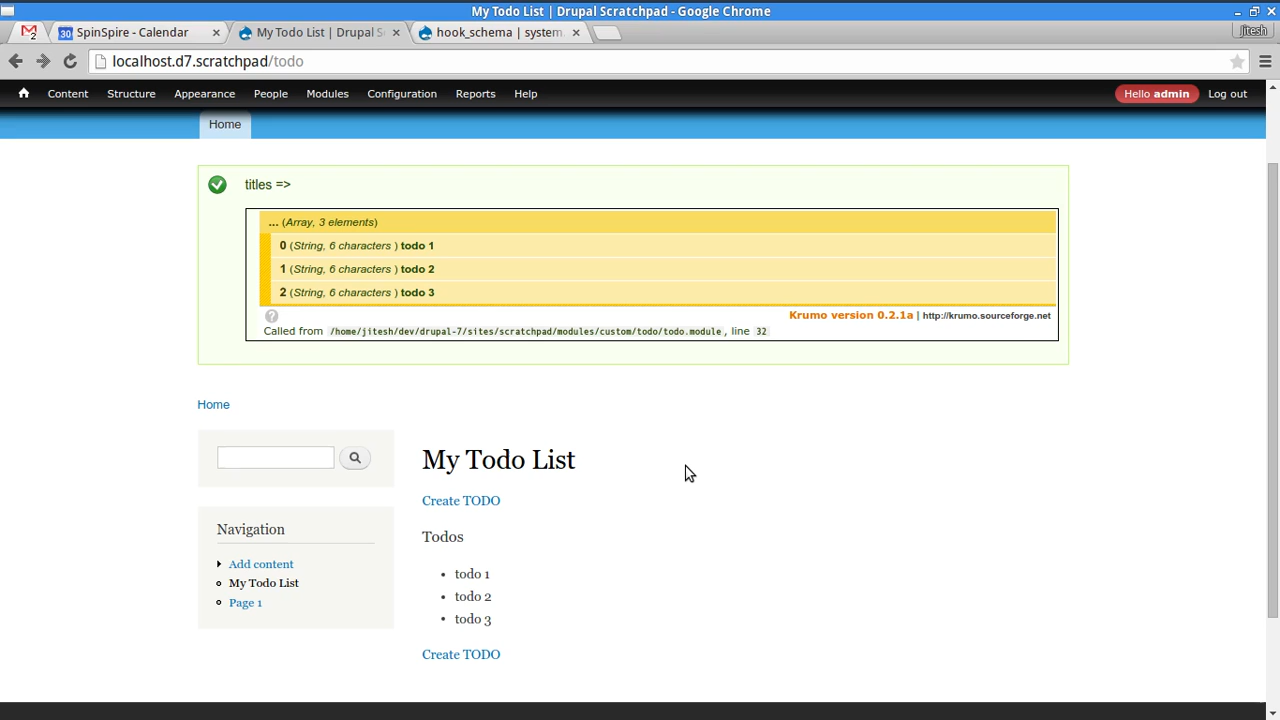 My Todo List | Drupal Scratchpad - Google Chrome
2
30 SpinSpire - Calendar
My Todo List | Drupal S
hook_schema | system
Jitesh
localhost.d7.scratchpad/todo
Content Structure Appearance People Modules Configuration Reports Help Hello admin Log out
Home
titles =>
... (Array, 3 elements)
0 (String, 6 characters ) todo 1
1 (String, 6 characters ) todo 2
2 (String, 6 characters ) todo 3
?
Krumo version 0.2.1a | http://krumo.sourceforge.net
Called from /home/jitesh/dev/drupal-7/sites/scratchpad/modules/custom/todo/todo.module, line 32
Home
My Todo List
Create TODO
Navigation
Todos
Add content
todo 1
My Todo List
todo 2
Page 1
todo 3
Create TODO